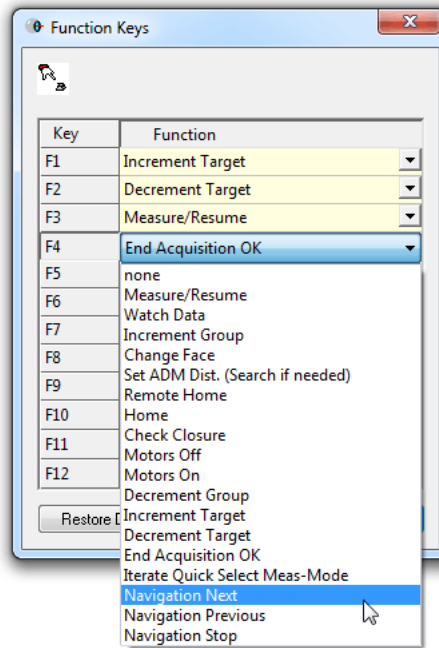 Function Keys
Key Function
F1 Increment Target
F2 Decrement Target
F3 Measure/Resume
F4 End Acquisition OK
F5
F6
F7
F8
F9
F10
F11
F12
none
Measure/Resume
Watch Data
Increment Group
Change Face
Set ADM Dist. (Search if needed)
Remote Home
Home
Check Closure
Motors Off
Motors On
Decrement Group
Increment Target
Decrement Target
End Acquisition OK
Iterate Quick Select Meas-Mode
Navigation Next
Navigation Previous
Navigation Stop
Restore D